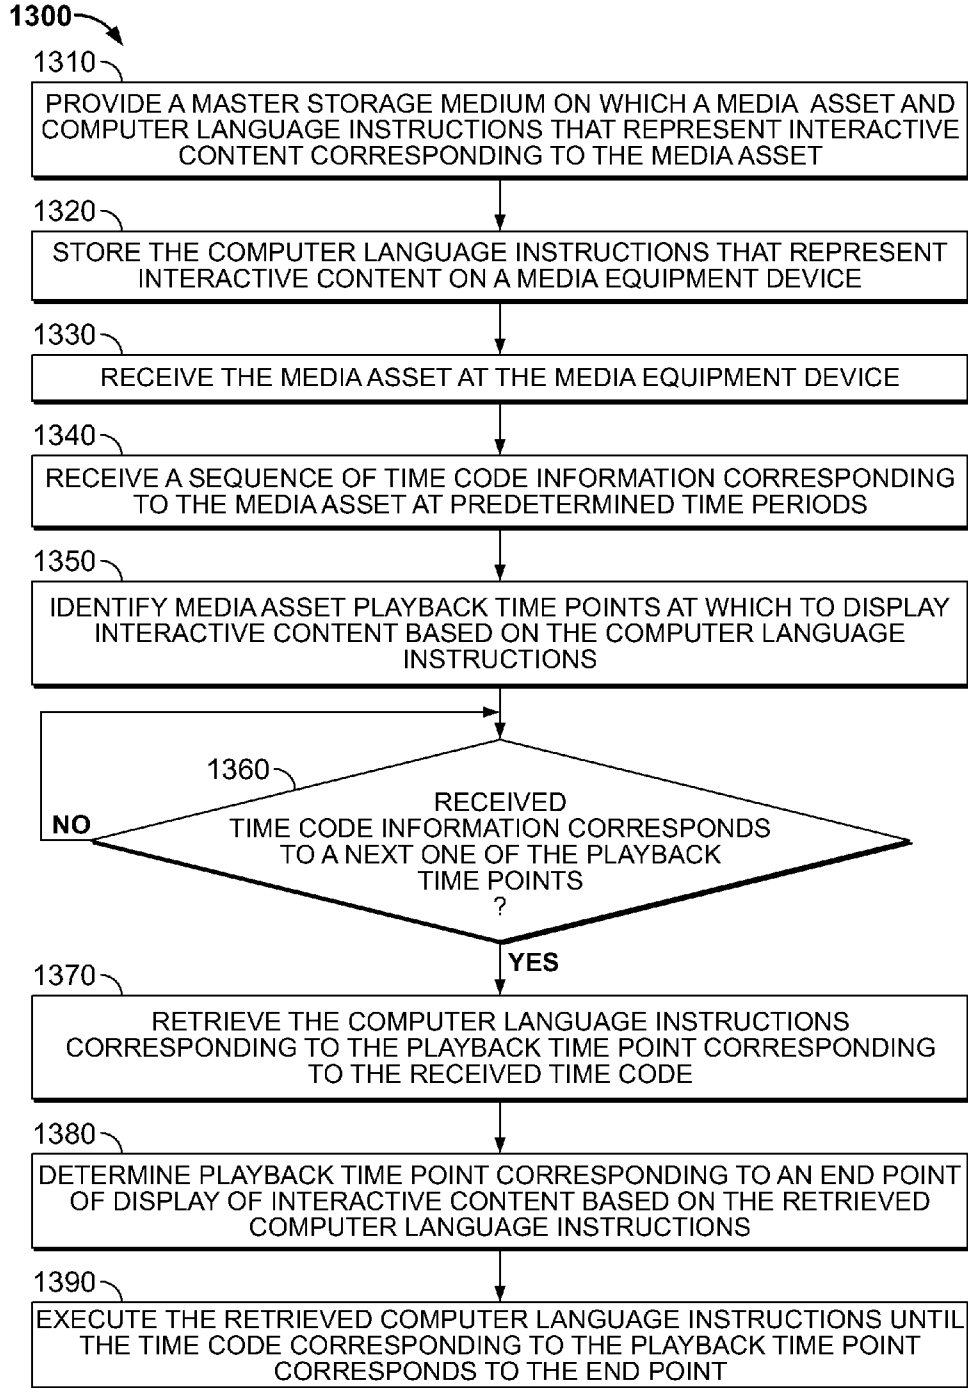 1300
1310
PROVIDE A MASTER STORAGE MEDIUM ON WHICH A MEDIA ASSET AND
COMPUTER LANGUAGE INSTRUCTIONS THAT REPRESENT INTERACTIVE
CONTENT CORRESPONDING TO THE MEDIA ASSET
1320
STORE THE COMPUTER LANGUAGE INSTRUCTIONS THAT REPRESENT
INTERACTIVE CONTENT ON A MEDIA EQUIPMENT DEVICE
1330
RECEIVE THE MEDIA ASSET AT THE MEDIA EQUIPMENT DEVICE
1340
RECEIVE A SEQUENCE OF TIME CODE INFORMATION CORRESPONDING
TO THE MEDIA ASSET AT PREDETERMINED TIME PERIODS
1350
IDENTIFY MEDIA ASSET PLAYBACK TIME POINTS AT WHICH TO DISPLAY
INTERACTIVE CONTENT BASED ON THE COMPUTER LANGUAGE
INSTRUCTIONS
1360
RECEIVED
TIME CODE INFORMATION CORRESPONDS
TO A NEXT ONE OF THE PLAYBACK
TIME POINTS
?
NO
YES
1370
RETRIEVE THE COMPUTER LANGUAGE INSTRUCTIONS
CORRESPONDING TO THE PLAYBACK TIME POINT CORRESPONDING
TO THE RECEIVED TIME CODE
1380
DETERMINE PLAYBACK TIME POINT CORRESPONDING TO AN END POINT
OF DISPLAY OF INTERACTIVE CONTENT BASED ON THE RETRIEVED
COMPUTER LANGUAGE INSTRUCTIONS
1390
EXECUTE THE RETRIEVED COMPUTER LANGUAGE INSTRUCTIONS UNTIL
THE TIME CODE CORRESPONDING TO THE PLAYBACK TIME POINT
CORRESPONDS TO THE END POINT